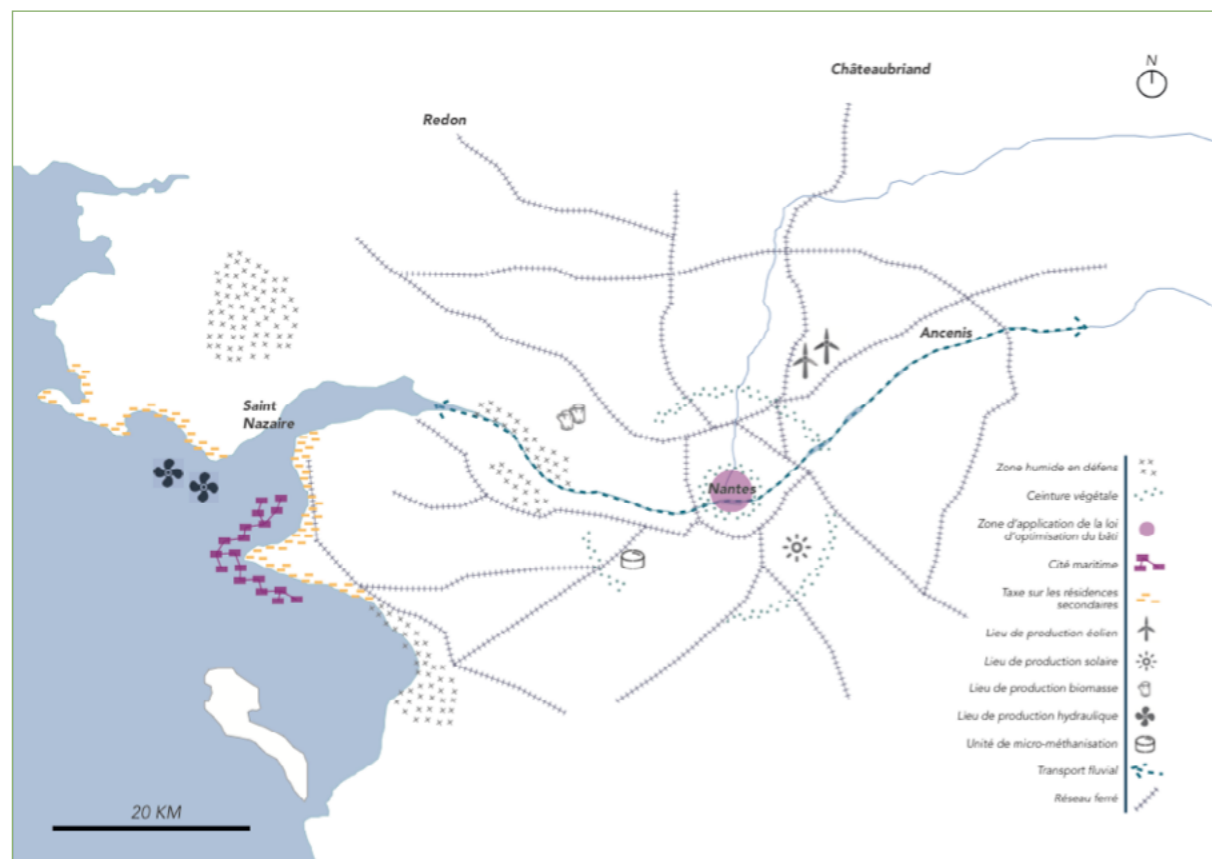 Châteaubriand
N
Redon
Ancenis
Saint
Nazaire
Nantes
Zone humide en défens
Ceinture végétale
Zone d'application de la loi
d'optimisation du bâti
Cité maritime
Taxe sur les résidences
secondaires
Lieu de production éolien
Lieu de production solaire
Lieu de production biomasse
Lieu de production hydraulique
Unité de micro-méthanisation
Transport fluvial
Réseau ferré
20 KM